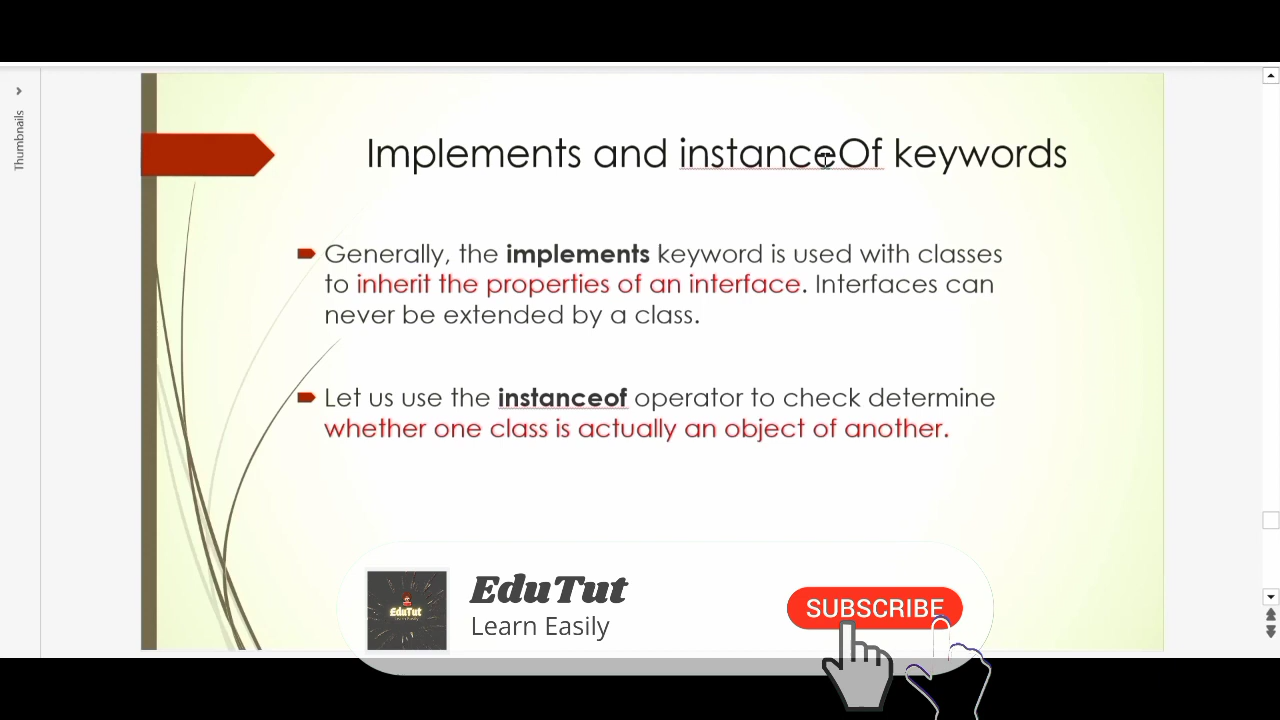 Thumbnails
Implements and instanceOf keywords
Generally, the implements keyword is used with classes
to inherit the properties of an interface. Interfaces can
never be extended by a class.
Let us use the instanceof operator to check determine
whether one class is actually an object of another.
EduTut
Learn Easily
EduTut
SUBSCRIBE